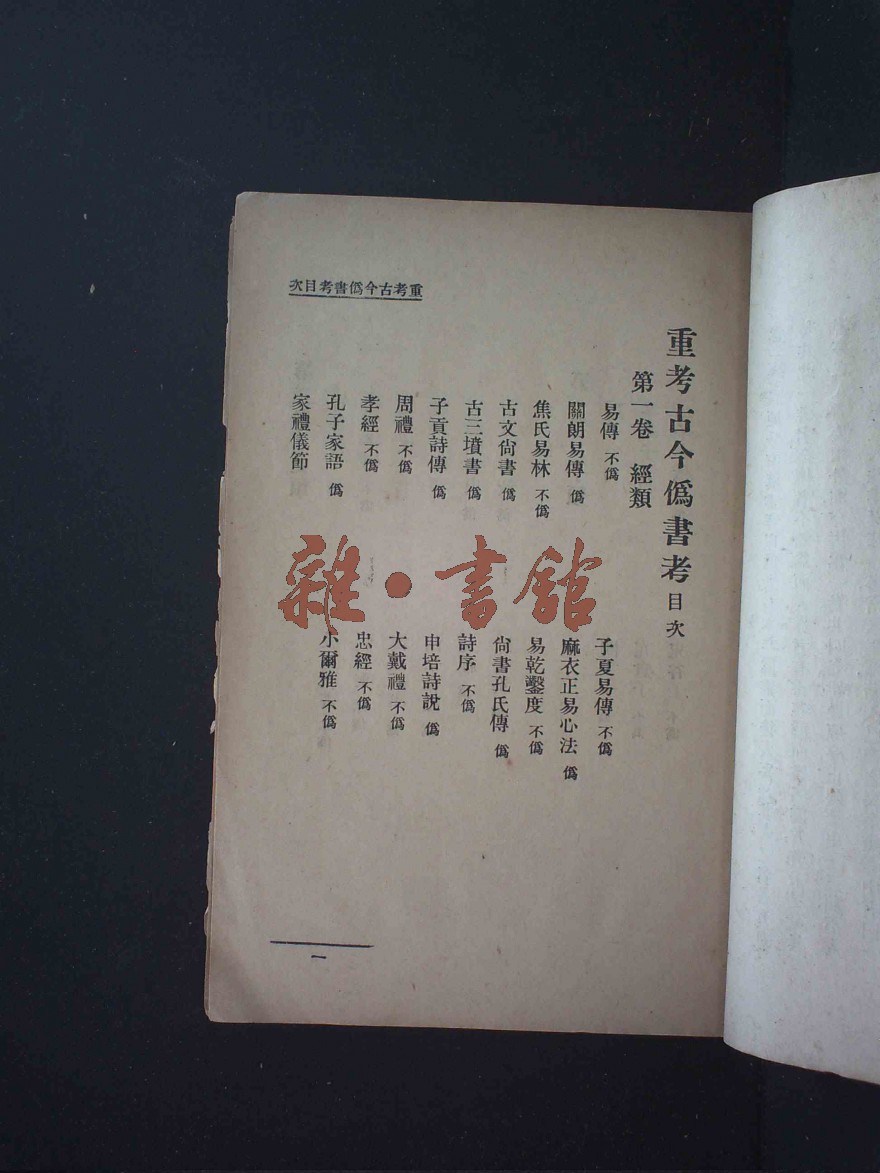 重考古今僞書考目次
重考古今僞書考目次
第一卷 經類
易傳 不僞
子夏易傳 不僞
關朗易傳 僞
麻衣正易心法 僞
焦氏易林 不僞
易乾鑿度 不僞
古文尙書 僞
尙書孔氏傳 僞
古三墳書 僞
詩序 不僞
子貢詩傳 僞
申培詩說 僞
周禮 不僞
大戴禮 不僞
孝經 不僞
忠經 不僞
孔子家語 僞
小爾雅 不僞
家禮儀節
一
雜·書館